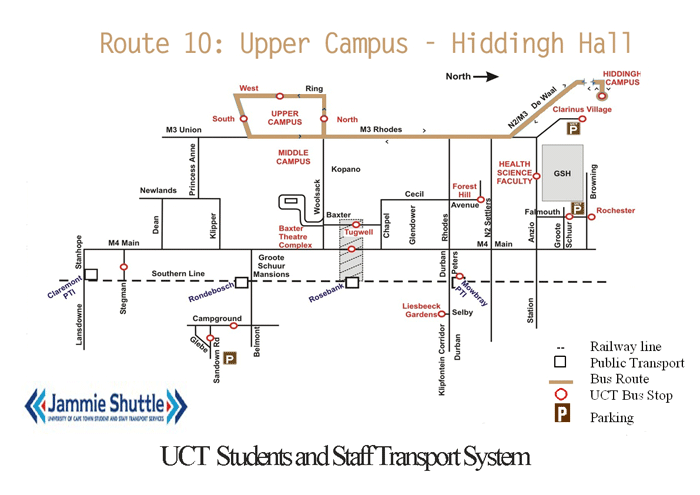 Route 10: Upper Campus - Hiddingh Hall
North
HIDDINGH
CAMPUS
West
Ring
De Waal
N2/M3
Clarinus Village
P
South
UPPER
CAMPUS
North
M3 Union
M3 Rhodes
MIDDLE
CAMPUS
Princess Anne
Kopano
HEALTH
SCIENCE
FACULTY
GSH
Browning
Newlands
Woolsack
Cecil
Forest
Hill
Avenue
Dean
Klipper
Baxter
Tugwell
Chapel
Glendower
Rhodes
N2 Settlers
Anzio
Falmouth
P
Groote
Schuur
Rochester
Baxter
Theatre
Complex
Stanhope
M4 Main
M4 Main
Groote
Schuur
Mansions
Durban
Peters
Southern Line
Claremont
PTI
Stegman
Rondebosch
Rosebank
Mowbray
PTI
Lansdowne
Campground
Glebe
Sandown Rd
P
Belmont
Liesbeeck
Gardens
Selby
Klipfontein Corridor
Durban
Station
Railway line
Public Transport
Bus Route
UCT Bus Stop
P
Parking
Jammie Shuttle
UNIVERSITY OF CAPE TOWN STUDENT AND STAFF TRANSPORT SERVICES
UCT Students and Staff Transport System